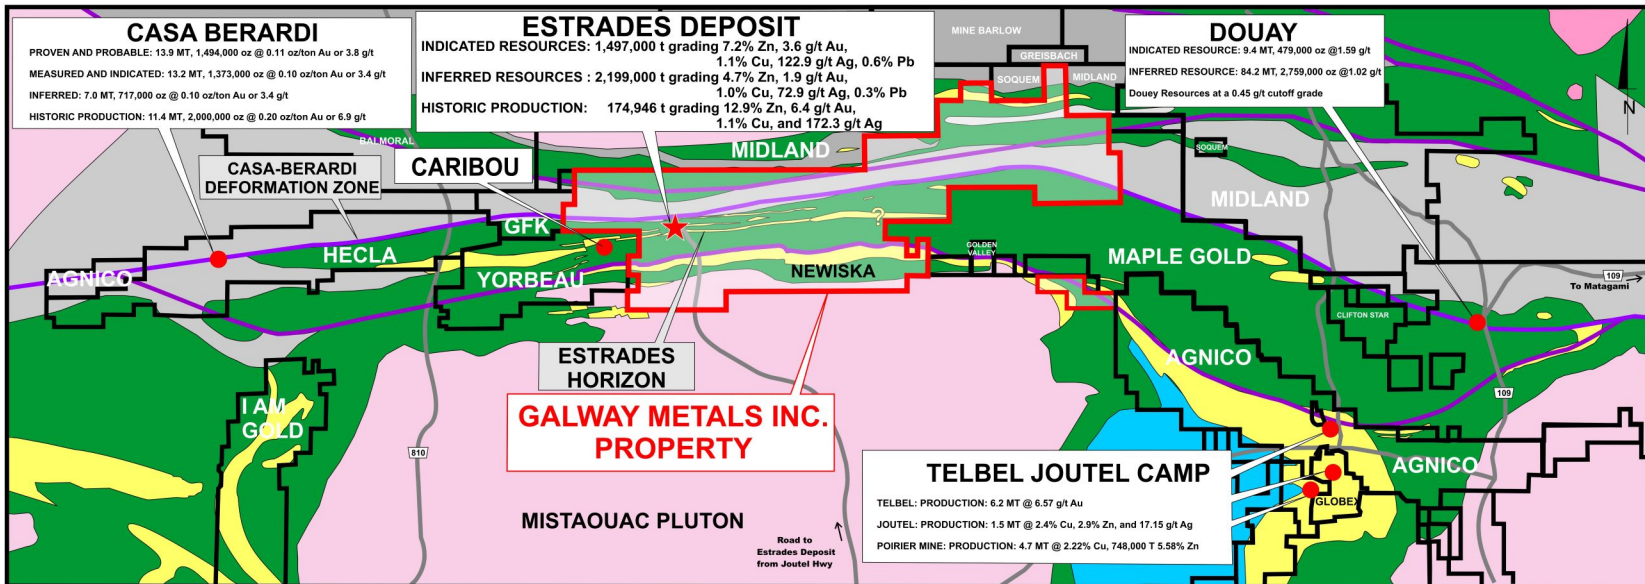 CASA BERARDI
PROVEN AND PROBABLE: 13.9 MT, 1,494,000 oz @ 0.11 oz/ton Au or 3.8 g/t
MEASURED AND INDICATED: 13.2 MT, 1,373,000 oz @ 0.10 oz/ton Au or 3.4 g/t
INFERRED: 7.0 MT, 717,000 oz @ 0.10 oz/ton Au or 3.4 g/t
HISTORIC PRODUCTION: 11.4 MT, 2,000,000 oz @ 0.20 oz/ton Au or 6.9 g/t
ESTRADES DEPOSIT
INDICATED RESOURCES: 1,497,000 t grading 7.2% Zn, 3.6 g/t Au,
1.1% Cu, 122.9 g/t Ag, 0.6% Pb
INFERRED RESOURCES : 2,199,000 t grading 4.7% Zn, 1.9 g/t Au,
1.0% Cu, 72.9 g/t Ag, 0.3% Pb
HISTORIC PRODUCTION: 174,946 t grading 12.9% Zn, 6.4 g/t Au,
1.1% Cu, and 172.3 g/t Ag
MINE BARLOW
GREISBACH
SOQUEM
MIDLAND
DOUAY
INDICATED RESOURCE: 9.4 MT, 479,000 oz @1.59 g/t
INFERRED RESOURCE: 84.2 MT, 2,759,000 oz @1.02 g/t
Douey Resources at a 0.45 g/t cutoff grade
N
BALMORAL
MIDLAND
SOQUEM
CASA-BERARDI
DEFORMATION ZONE
CARIBOU
MIDLAND
GFK
?
HECLA
AGNICO
YORBEAU
NEWISKA
GOLDEN
VALLEY
MAPLE GOLD
109
To Matagami
CLIFTON STAR
ESTRADES
HORIZON
AGNICO
109
I AM
GOLD
GALWAY METALS INC.
PROPERTY
810
AGNICO
TELBEL JOUTEL CAMP
TELBEL: PRODUCTION: 6.2 MT @ 6.57 g/t Au
JOUTEL: PRODUCTION: 1.5 MT @ 2.4% Cu, 2.9% Zn, and 17.15 g/t Ag
POIRIER MINE: PRODUCTION: 4.7 MT @ 2.22% Cu, 748,000 T 5.58% Zn
GLOBEX
MISTAOUAC PLUTON
Road to
Estrades Deposit
from Joutel Hwy